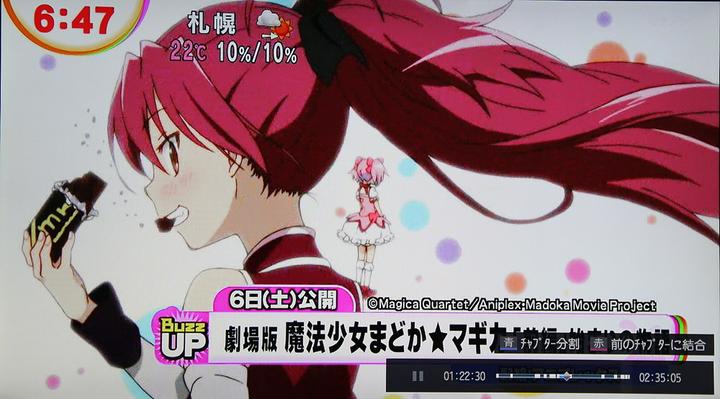 6:47
札幌
22℃ 10%/10%
mk
©Magica Quartet/Aniplex・Madoka Movie Project
6日(土)公開
Buzz UP
劇場版 魔法少女まどか★マギカ
青 チャプター分割 赤 前のチャプターに結合
01:22:30 02:35:05